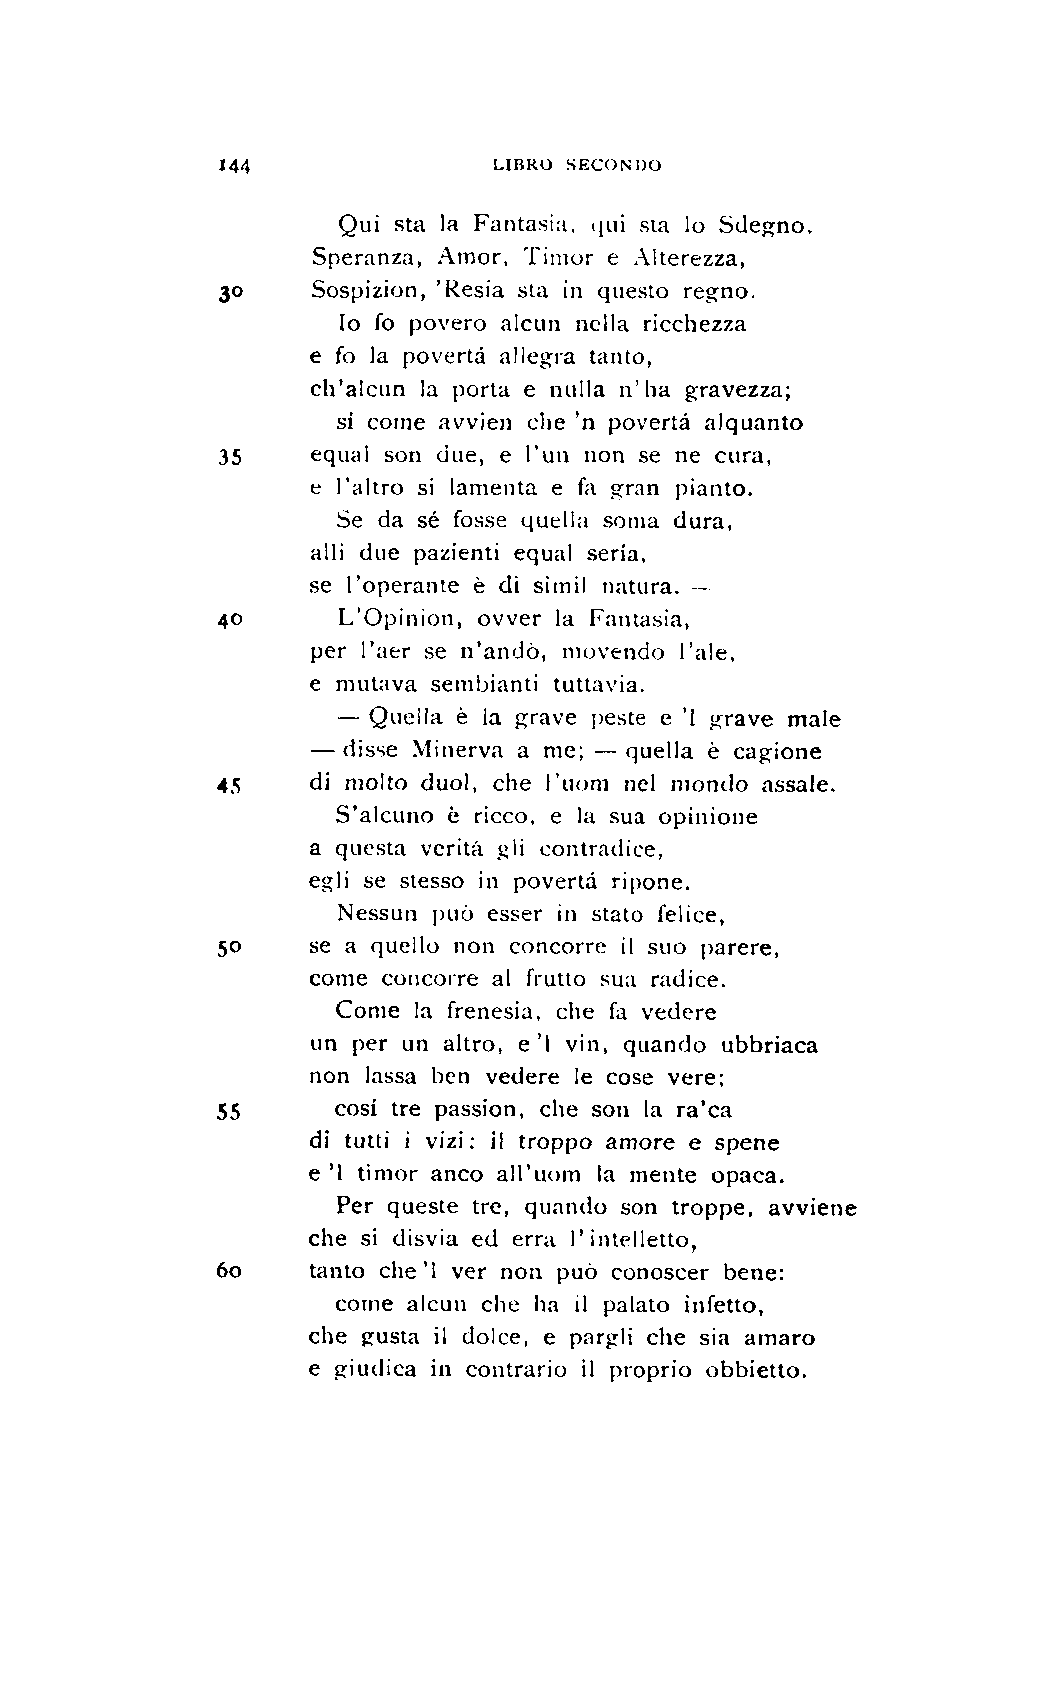 144 LIBRO SECONDO
Qui sta la Fantasia, qui sta lo Sdegno,
Speranza, Amor, Timor e Alterezza,
30 Sospizion, 'Resia sta in questo regno.
Io fo povero alcun nella ricchezza
e fo la povertá allegra tanto,
ch'alcun la porta e nulla n'ha gravezza;
sí come avvien che 'n povertá alquanto
35 equal son due, e l'un non se ne cura,
e l'altro si lamenta e fa gran pianto.
Se da sé fosse quella soma dura,
alli due pazienti equal sería,
se l'operante è di simil natura. —
40 L'Opinion, ovver la Fantasia,
per l'aer se n'andò, movendo l'ale,
e mutava sembianti tuttavia.
— Quella è la grave peste e 'l grave male
— disse Minerva a me; — quella è cagione
45 di molto duol, che l'uom nel mondo assale.
S'alcuno è ricco, e la sua opinione
a questa veritá gli contradice,
egli se stesso in povertá ripone.
Nessun può esser in stato felice,
50 se a quello non concorre il suo parere,
come concorre al frutto sua radice.
Come la frenesia, che fa vedere
un per un altro, e 'l vin, quando ubbriaca
non lassa ben vedere le cose vere;
55 cosí tre passion, che son la ra'ca
di tutti i vizi: il troppo amore e spene
e 'l timor anco all'uom la mente opaca.
Per queste tre, quando son troppe, avviene
che si disvia ed erra l'intelletto,
60 tanto che 'l ver non può conoscer bene:
come alcun che ha il palato infetto,
che gusta il dolce, e pargli che sia amaro
e giudica in contrario il proprio obbietto.